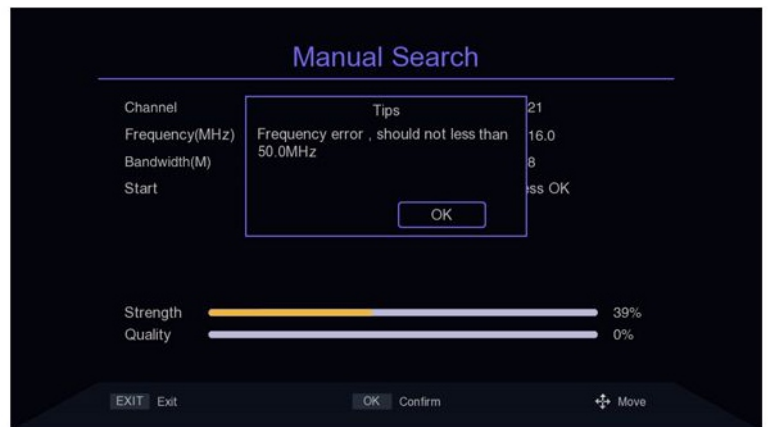 Manual Search
Channel 21
Frequency(MHz) 16.0
Bandwidth(M) 8
Start ess OK
Tips
Frequency error , should not less than
50.0MHz
OK
Strength 39%
Quality 0%
EXIT Exit OK Confirm Move